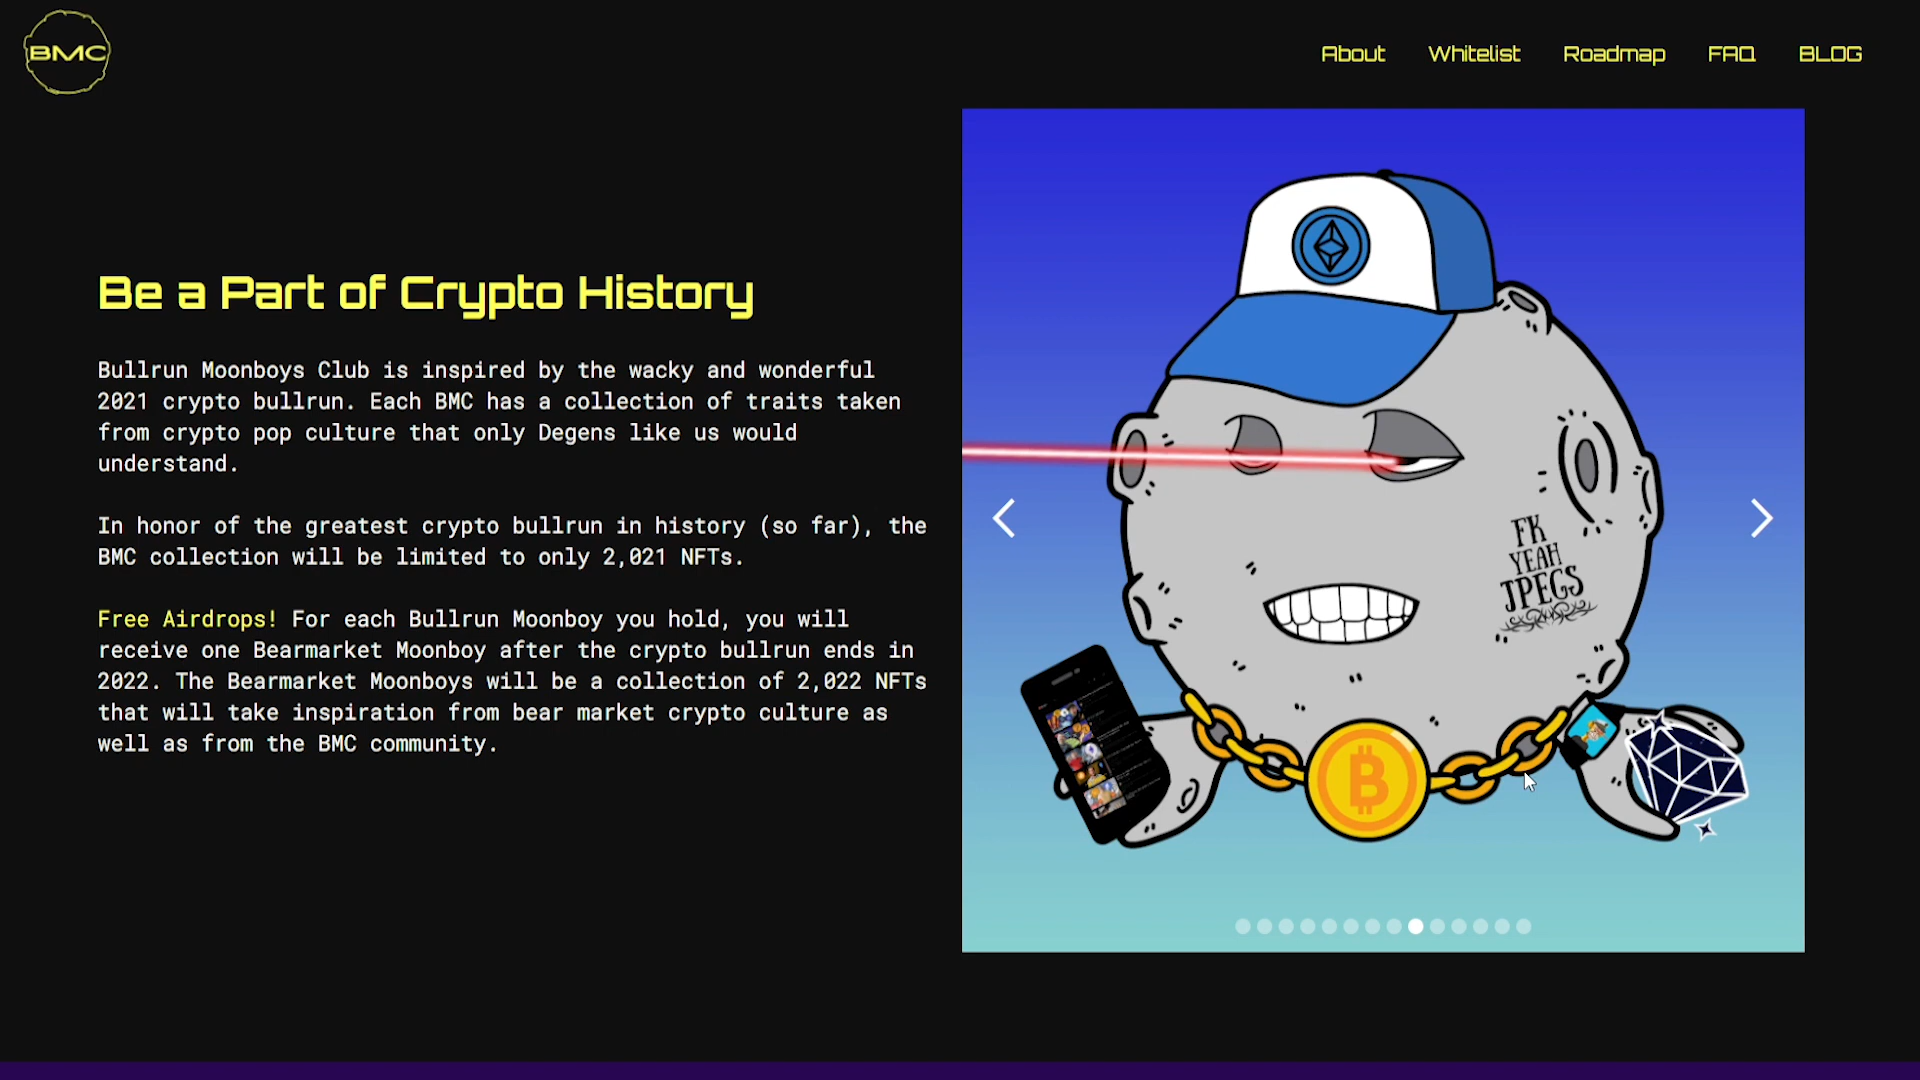 BMC
About
Whitelist
Roadmap
FAQ
BLOG
Be a Part of Crypto History
Bullrun Moonboys Club is inspired by the wacky and wonderful
2021 crypto bullrun. Each BMC has a collection of traits taken
from crypto pop culture that only Degens like us would
understand.
In honor of the greatest crypto bullrun in history (so far), the
BMC collection will be limited to only 2,021 NFTs.
Free Airdrops! For each Bullrun Moonboy you hold, you will
receive one Bearmarket Moonboy after the crypto bullrun ends in
2022. The Bearmarket Moonboys will be a collection of 2,022 NFTs
that will take inspiration from bear market crypto culture as
well as from the BMC community.
FK
YEAH
JPEGS